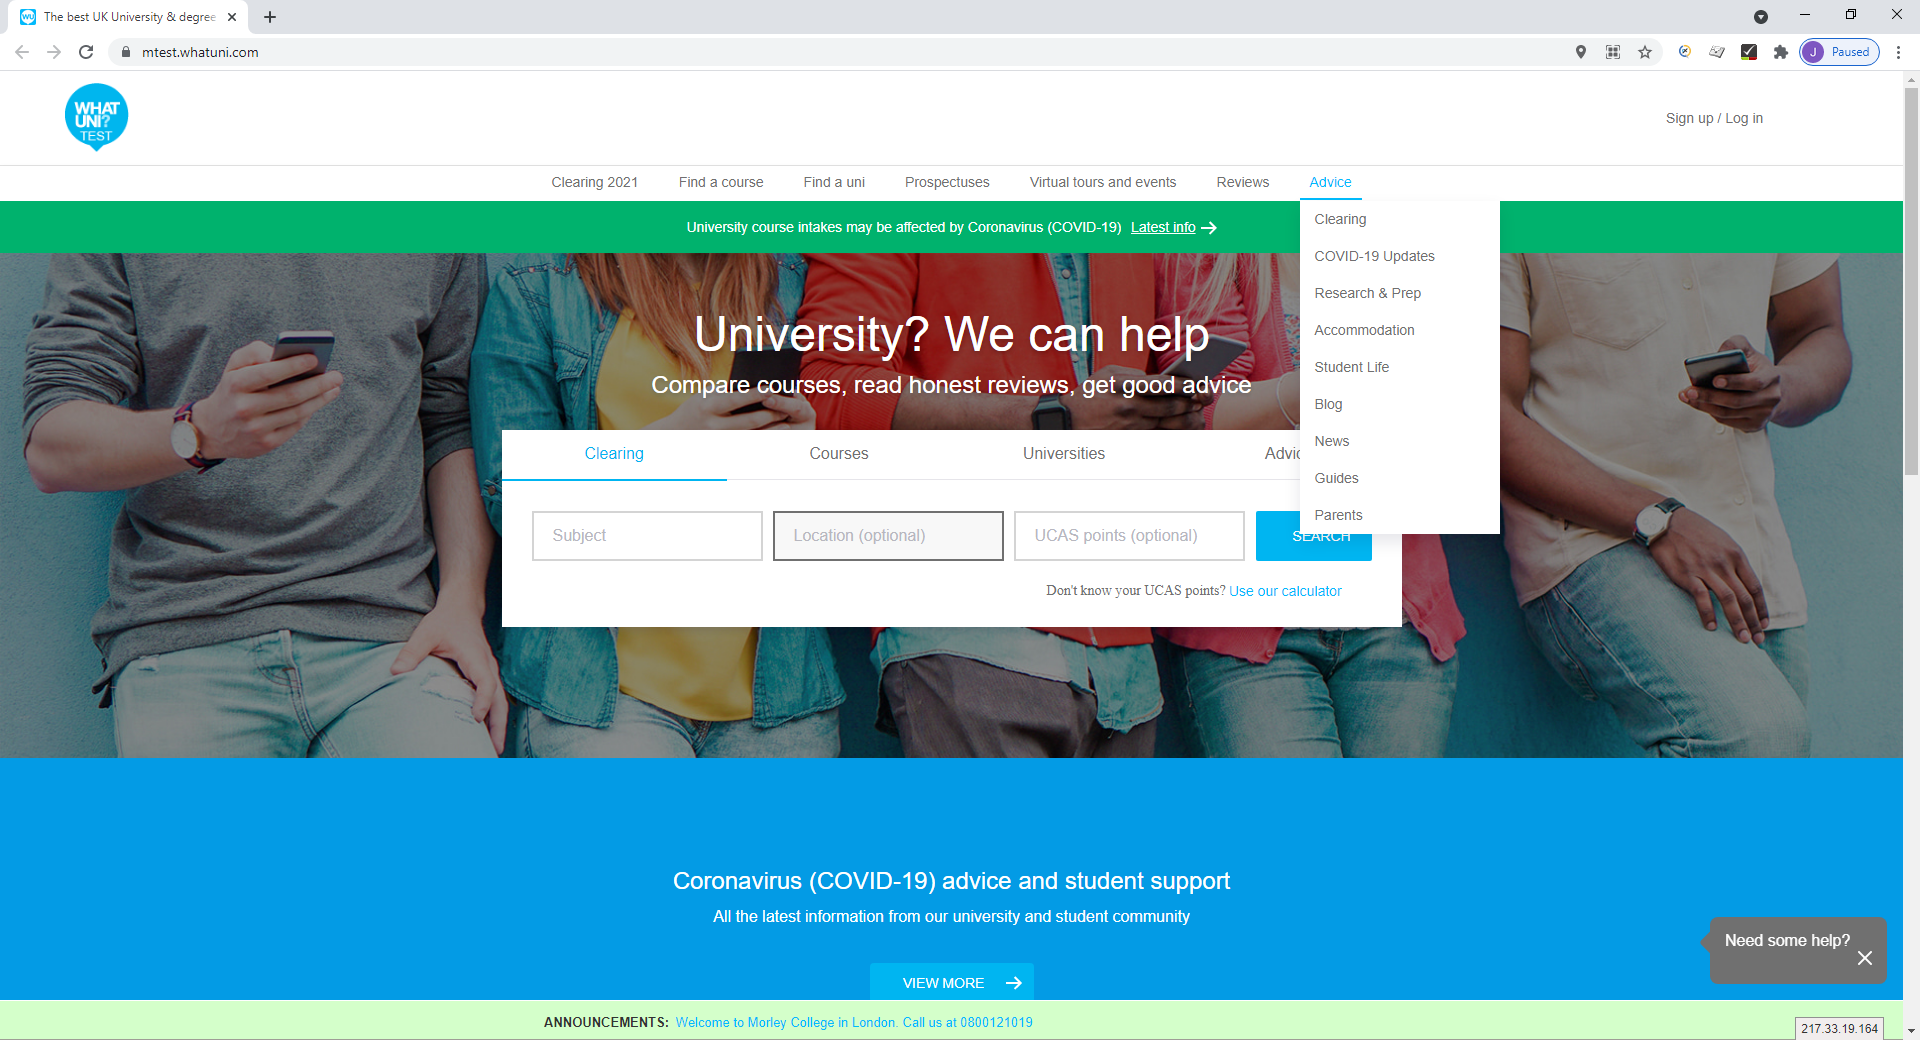 The best UK University & degree
mtest.whatuni.com
J Paused
WHAT
UNI?
TEST
Sign up / Log in
Clearing 2021 Find a course Find a uni Prospectuses Virtual tours and events Reviews Advice
University course intakes may be affected by Coronavirus (COVID-19) Latest info
Clearing
COVID-19 Updates
Research & Prep
Accommodation
Student Life
Blog
News
Guides
Parents
University? We can help
Compare courses, read honest reviews, get good advice
Clearing Courses Universities Advic
Subject Location (optional) UCAS points (optional) SEARCH
Don't know your UCAS points? Use our calculator
Coronavirus (COVID-19) advice and student support
All the latest information from our university and student community
VIEW MORE
Need some help?
ANNOUNCEMENTS: Welcome to Morley College in London. Call us at 0800121019
217.33.19.164